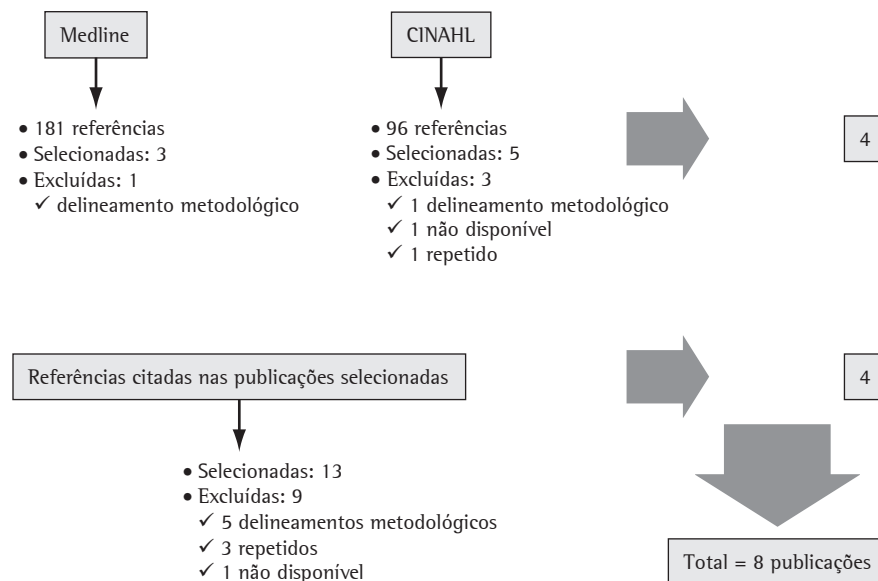 Medline
• 181 referências
• Selecionadas: 3
• Excluídas: 1
✓ delineamento metodológico
CINAHL
• 96 referências
• Selecionadas: 5
• Excluídas: 3
✓ 1 delineamento metodológico
✓ 1 não disponível
✓ 1 repetido
4
Referências citadas nas publicações selecionadas
• Selecionadas: 13
• Excluídas: 9
✓ 5 delineamentos metodológicos
✓ 3 repetidos
✓ 1 não disponível
4
Total = 8 publicações